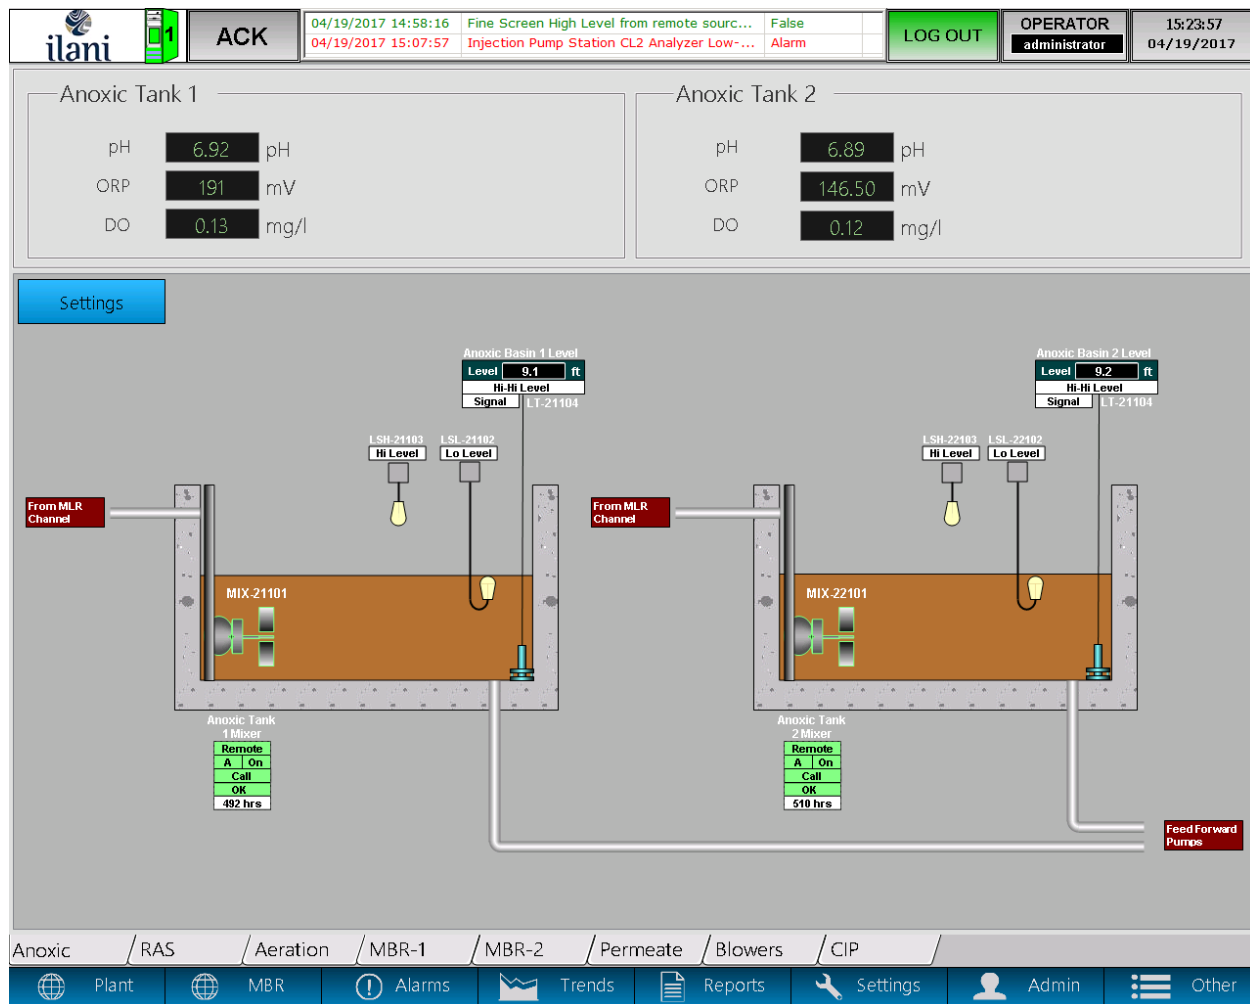 ilani
1
ACK
04/19/2017 14:58:16 Fine Screen High Level from remote sourc... False
04/19/2017 15:07:57 Injection Pump Station CL2 Analyzer Low-... Alarm
LOG OUT
OPERATOR
administrator
15:23:57
04/19/2017
Anoxic Tank 1
pH 6.92 pH
ORP 191 mV
DO 0.13 mg/l
Anoxic Tank 2
pH 6.89 pH
ORP 146.50 mV
DO 0.12 mg/l
Settings
Anoxic Basin 1 Level
Level 9.1 ft
Hi-Hi Level
Signal LT-21104
LSH-21103 LSL-21102
Hi Level Lo Level
From MLR
Channel
MIX-21101
Anoxic Tank
1 Mixer
Remote
A On
Call
OK
492 hrs
Anoxic Basin 2 Level
Level 9.2 ft
Hi-Hi Level
Signal LT-21104
LSH-22103 LSL-22102
Hi Level Lo Level
From MLR
Channel
MIX-22101
Anoxic Tank
2 Mixer
Remote
A On
Call
OK
510 hrs
Feed Forward
Pumps
Anoxic RAS Aeration MBR-1 MBR-2 Permeate Blowers CIP
Plant MBR Alarms Trends Reports Settings Admin Other